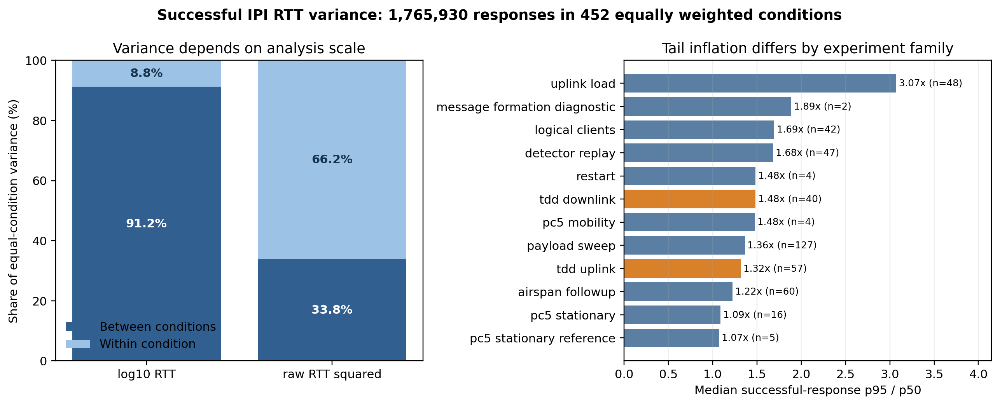 Successful IPI RTT variance: 1,765,930 responses in 452 equally weighted conditions
Variance depends on analysis scale
Share of equal-condition variance (%)
100
80
60
40
20
0
8.8%
91.2%
66.2%
33.8%
Between conditions
Within condition
log10 RTT
raw RTT squared
Tail inflation differs by experiment family
uplink load 3.07x (n=48)
message formation diagnostic 1.89x (n=2)
logical clients 1.69x (n=42)
detector replay 1.68x (n=47)
restart 1.48x (n=4)
tdd downlink 1.48x (n=40)
pc5 mobility 1.48x (n=4)
payload sweep 1.36x (n=127)
tdd uplink 1.32x (n=57)
airspan followup 1.22x (n=60)
pc5 stationary 1.09x (n=16)
pc5 stationary reference 1.07x (n=5)
0.0 0.5 1.0 1.5 2.0 2.5 3.0 3.5 4.0
Median successful-response p95 / p50